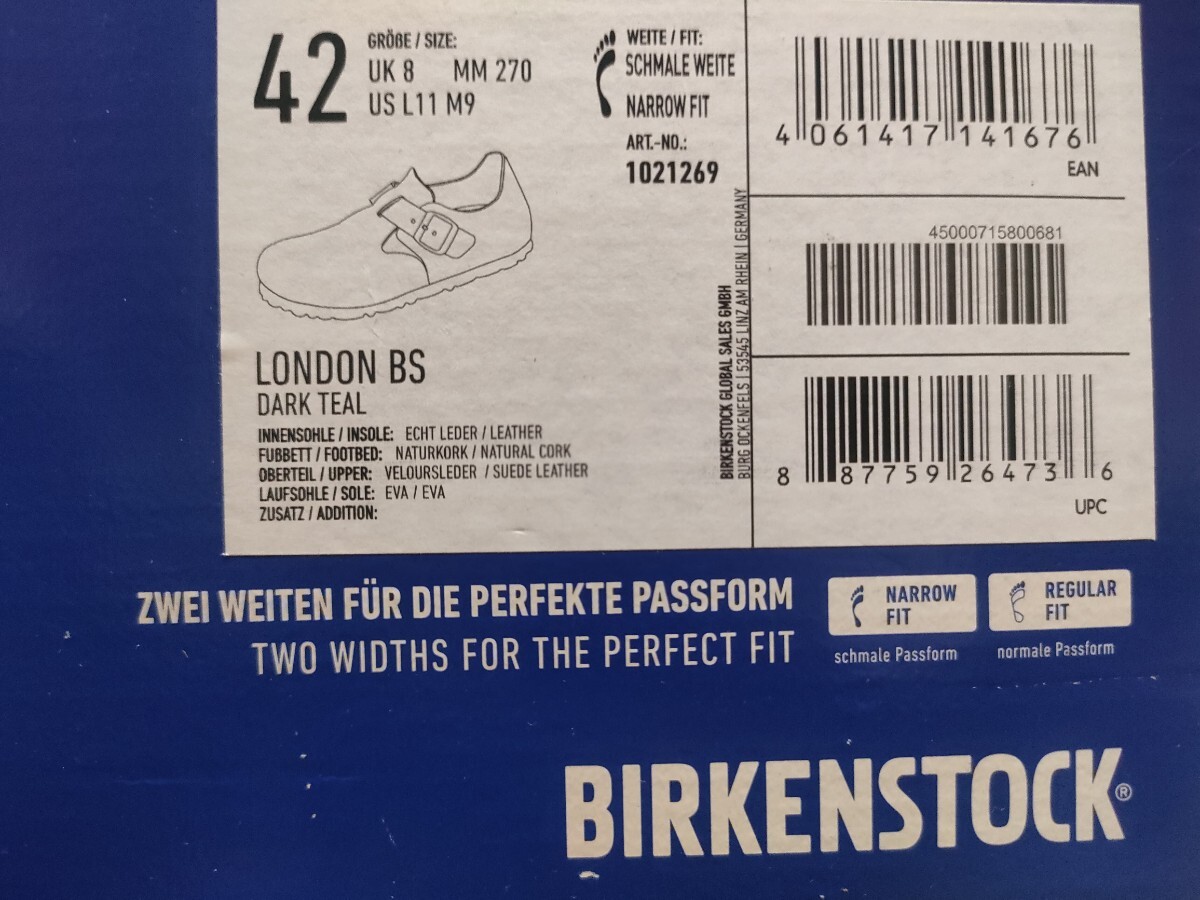 42
GRÖßE / SIZE:
UK 8 MM 270
US L11 M9
WEITE / FIT:
SCHMALE WEITE
NARROW FIT
ART.-NO.:
1021269
LONDON BS
DARK TEAL
INNENSOHLE / INSOLE: ECHT LEDER / LEATHER
FUßBETT / FOOTBED: NATURKORK / NATURAL CORK
OBERTEIL / UPPER: VELOURSLEDER / SUEDE LEATHER
LAUFSOHLE / SOLE: EVA / EVA
ZUSATZ / ADDITION:
BIRKENSTOCK GLOBAL SALES GMBH
BURG OCKENFELS | 53545 LINZ AM RHEIN | GERMANY
4 061417 141676
EAN
45000715800681
8 87759 26473 6
UPC
ZWEI WEITEN FÜR DIE PERFEKTE PASSFORM
TWO WIDTHS FOR THE PERFECT FIT
NARROW
FIT
schmale Passform
REGULAR
FIT
normale Passform
BIRKENSTOCK®